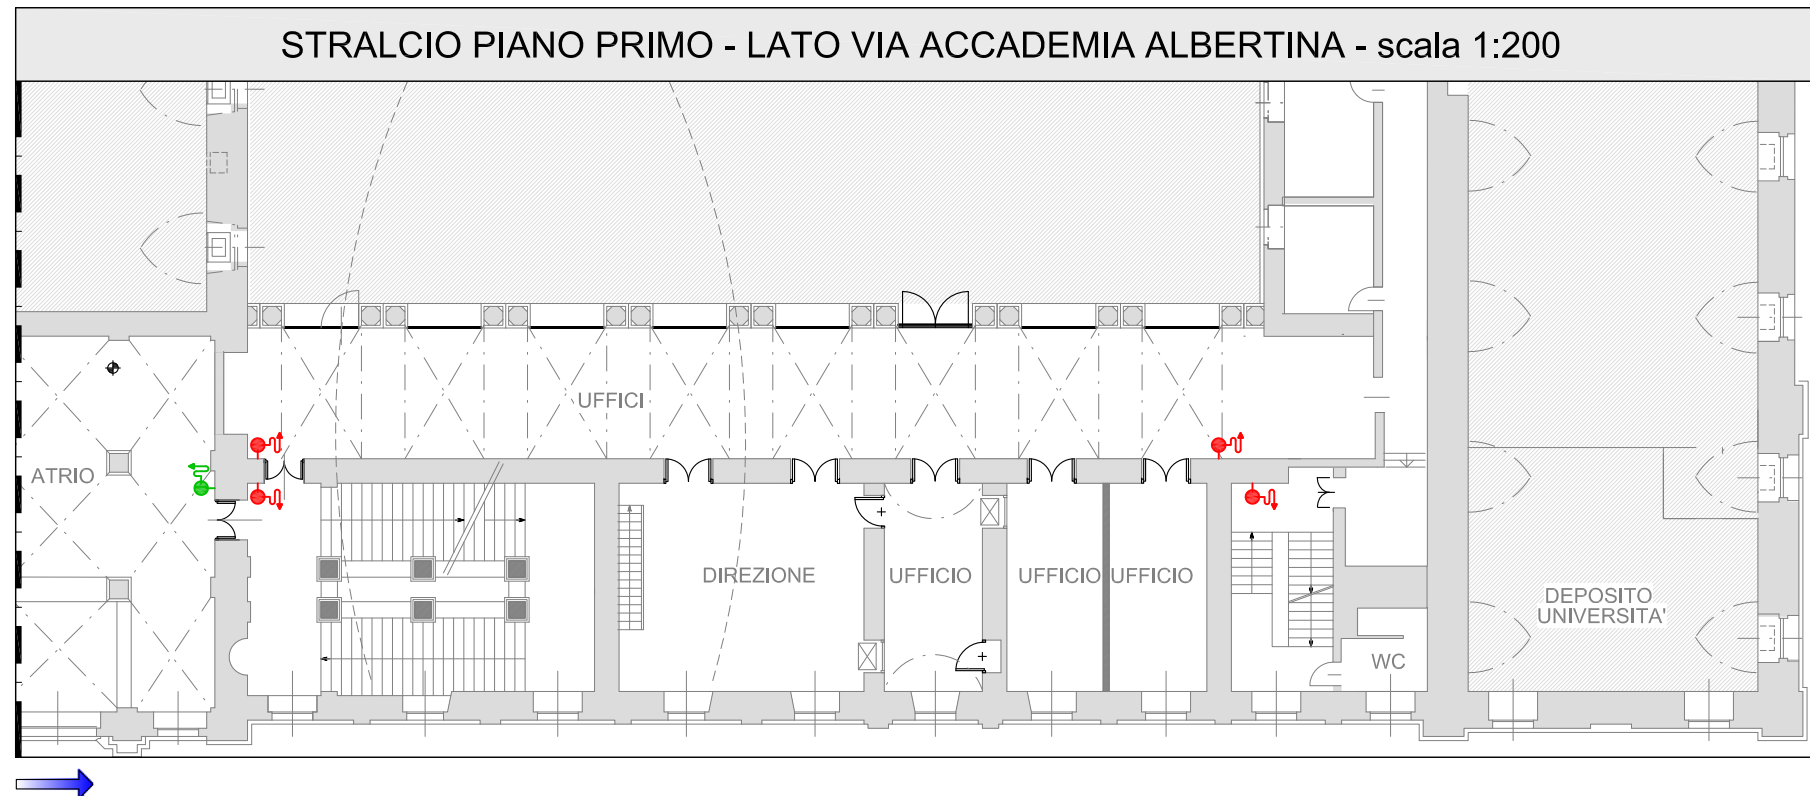 STRALCIO PIANO PRIMO - LATO VIA ACCADEMIA ALBERTINA - scala 1:200
UFFICI
ATRIO
DIREZIONE
UFFICIO
UFFICIO
UFFICIO
DEPOSITO
UNIVERSITA'
WC